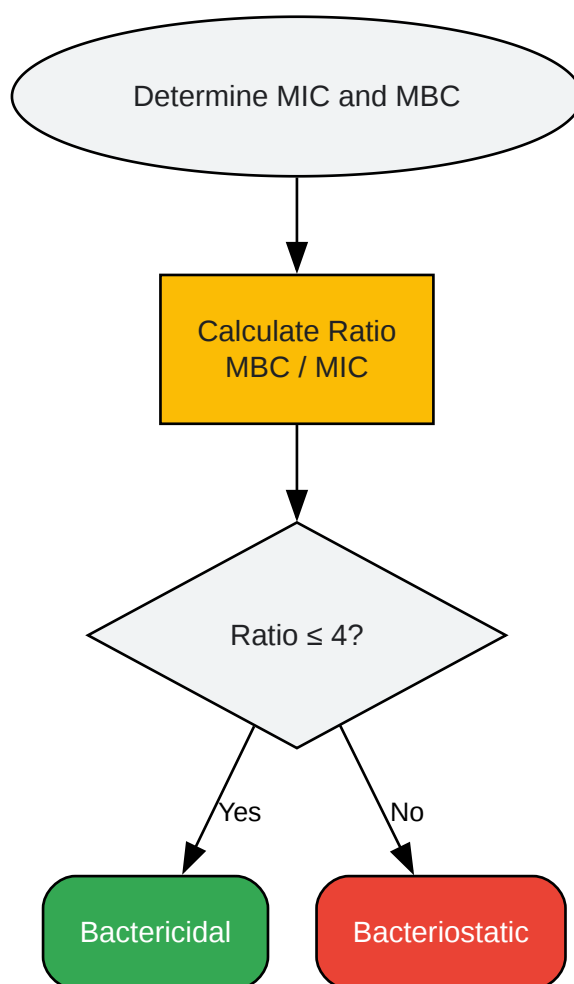 Determine MIC and MBC
Calculate Ratio
MBC / MIC
Ratio ≤ 4?
Yes
No
Bactericidal
Bacteriostatic